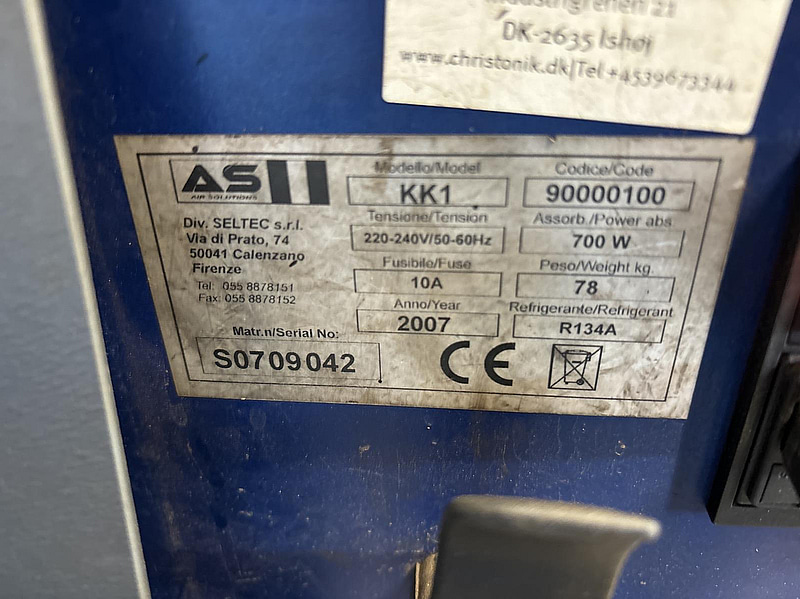 DK-2635 Ishøj
www.christonik.dk|Tel +4539673344
AS
AIR SOLUTIONS
Div. SELTEC s.r.l.
Via di Prato, 74
50041 Calenzano
Firenze
Tel: 055 8878151
Fax: 055 8878152
Matr.n/Serial No:
S0709042
Modello/Model
KK1
Tensione/Tension
220-240V/50-60Hz
Fusibile/Fuse
10A
Anno/Year
2007
Codice/Code
90000100
Assorb./Power abs
700 W
Peso/Weight kg.
78
Refrigerante/Refrigerant
R134A
CE